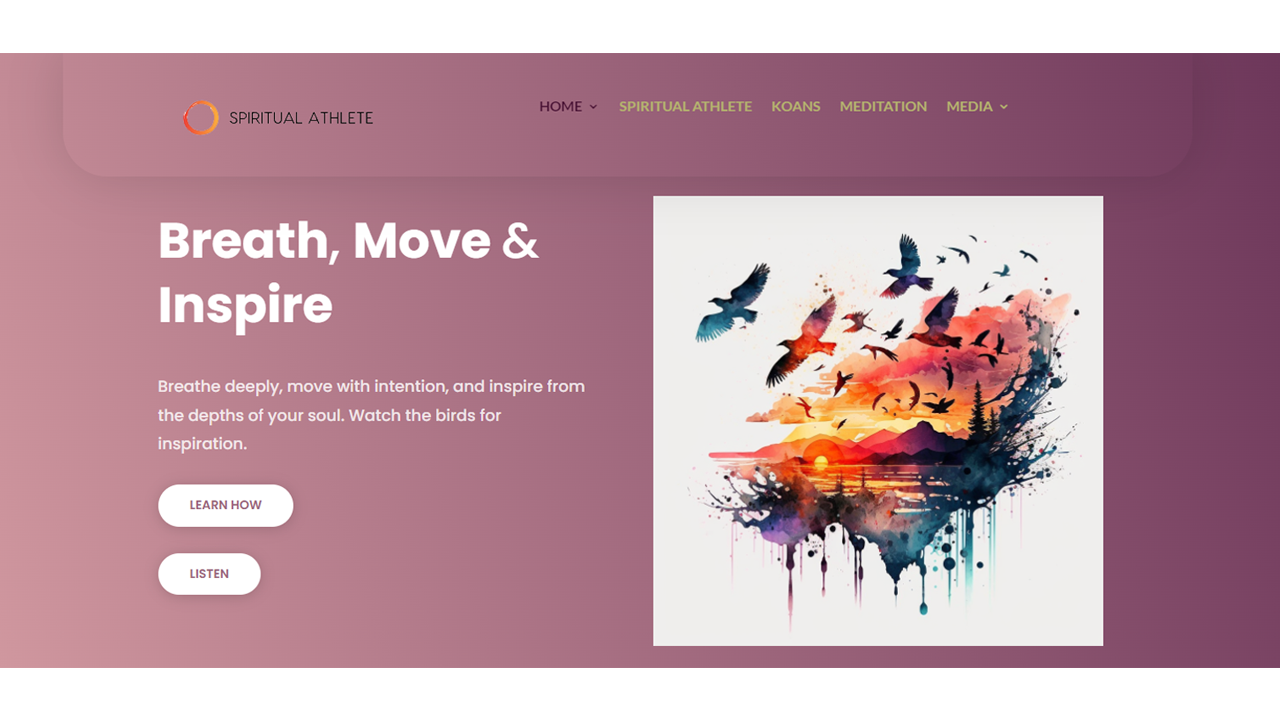 SPIRITUAL ATHLETE
HOME SPIRITUAL ATHLETE KOANS MEDITATION MEDIA
Breath, Move &
Inspire
Breathe deeply, move with intention, and inspire from
the depths of your soul. Watch the birds for
inspiration.
LEARN HOW
LISTEN